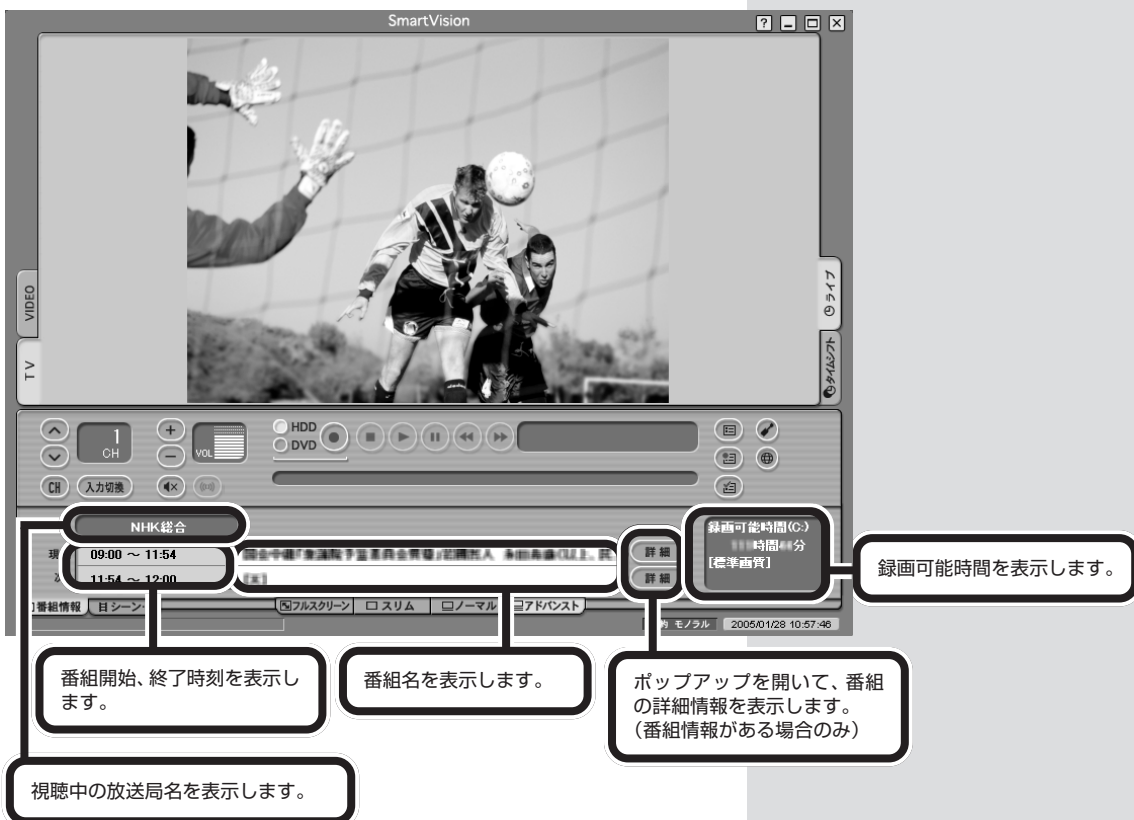 SmartVision
VIDEO
TV
ライブ
タイムシフト
1
CH
VOL
HDD
DVD
CH
入力切換
NHK総合
録画可能時間(C:)
時間 分
[標準画質]
09:00 ～ 11:54
詳細
11:54 ～ 12:00
詳細
番組情報
シーン
フルスクリーン
スリム
ノーマル
アドバンスト
モノラル
2005/01/28 10:57:46
録画可能時間を表示します。
番組開始、終了時刻を表示し
ます。
番組名を表示します。
ポップアップを開いて、番組
の詳細情報を表示します。
(番組情報がある場合のみ)
視聴中の放送局名を表示します。